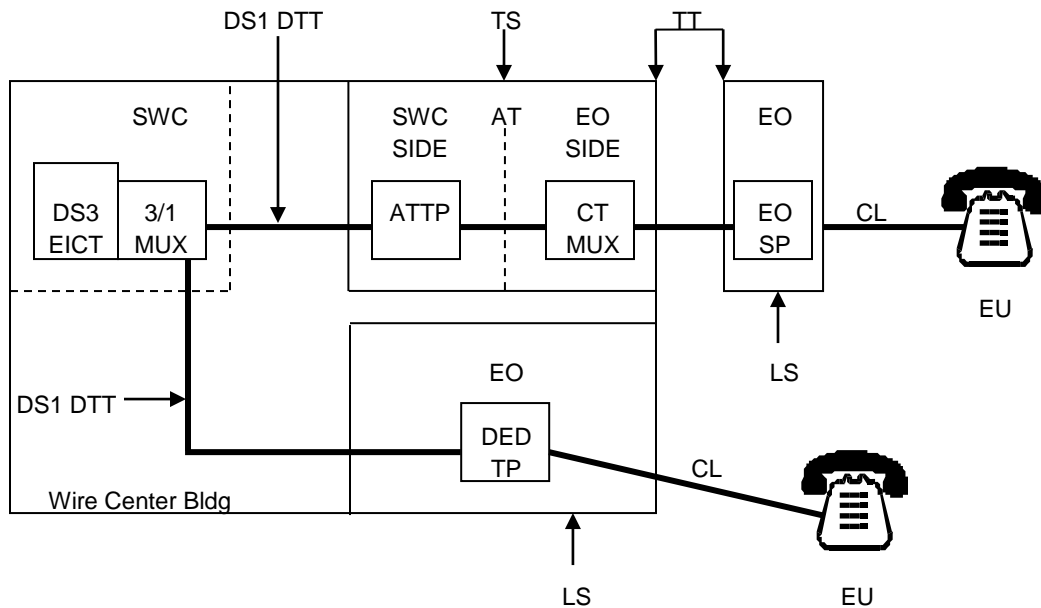 DS1 DTT
TS
TT
SWC
SWC
SIDE
AT
EO
SIDE
EO
DS3
EICT
3/1
MUX
ATTP
CT
MUX
EO
SP
CL
EU
LS
EO
DS1 DTT
DED
TP
CL
Wire Center Bldg
LS
EU